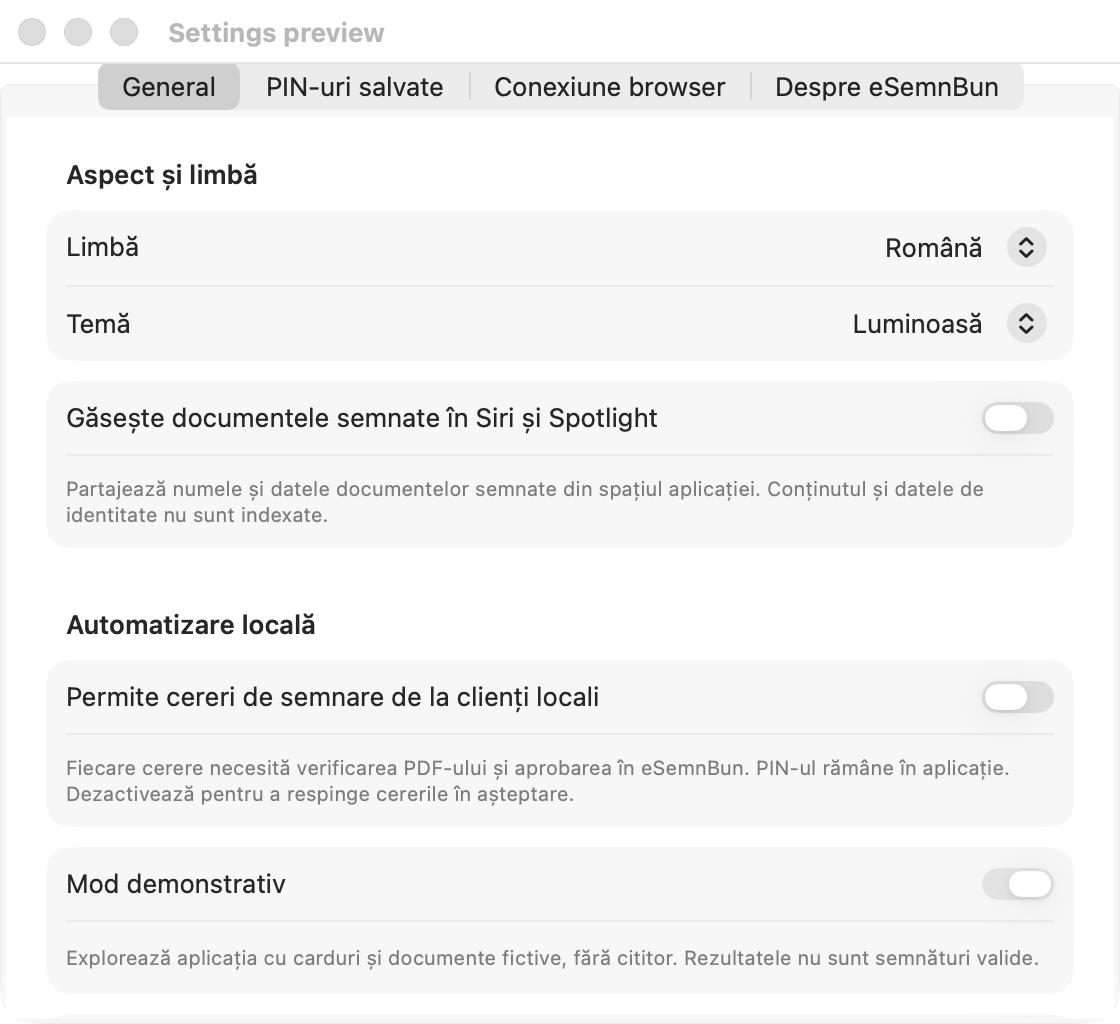 Settings preview
General
PIN-uri salvate
Conexiune browser
Despre eSemnBun
Aspect și limbă
Limbă
Română
Temă
Luminoasă
Găsește documentele semnate în Siri și Spotlight
Partajează numele și datele documentelor semnate din spațiul aplicației. Conținutul și datele de
identitate nu sunt indexate.
Automatizare locală
Permite cereri de semnare de la clienți locali
Fiecare cerere necesită verificarea PDF-ului și aprobarea în eSemnBun. PIN-ul rămâne în aplicație.
Dezactivează pentru a respinge cererile în așteptare.
Mod demonstrativ
Explorează aplicația cu carduri și documente fictive, fără cititor. Rezultatele nu sunt semnături valide.